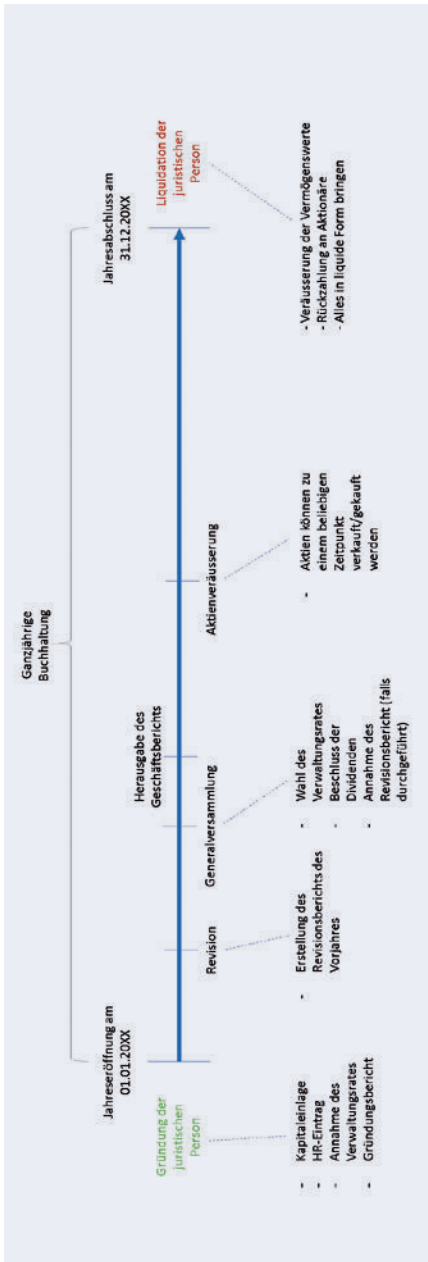 Ganzjährige
Buchhaltung
Jahreseröffnung am
01.01.20XX
Herausgabe des
Geschäftsberichts
Jahresabschluss am
31.12.20XX
Gründung der
juristischen
Person
Revision
Generalversammlung
Aktienveräusserung
Liquidation der
juristischen
Person
- Kapitaleinlage
- HR-Eintrag
- Annahme des
Verwaltungsrates
- Gründungsbericht
- Erstellung des
Revisionsberichts des
Vorjahres
- Wahl des
Verwaltungsrates
- Beschluss der
Dividenden
- Annahme des
Revisionsbericht (falls
durchgeführt)
- Aktien können zu
einem beliebigen
Zeitpunkt
verkauft/gekauft
werden
- Veräusserung der Vermögenswerte
- Rückzahlung an Aktionäre
- Alles in liquide Form bringen